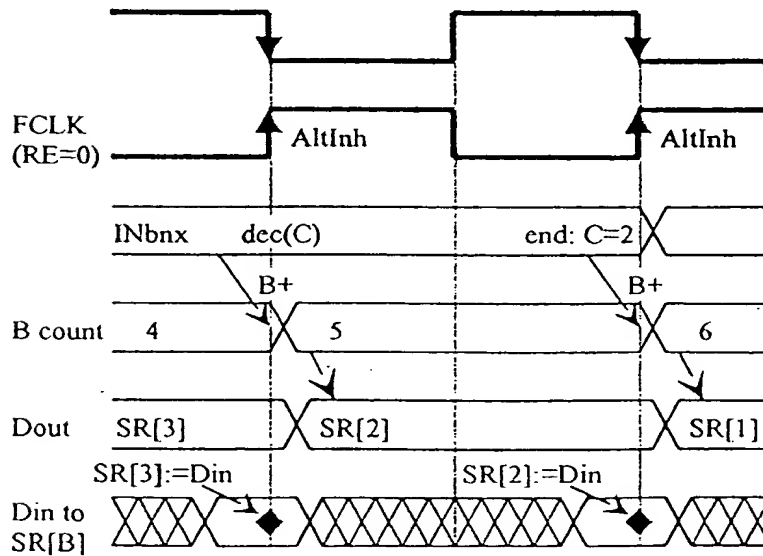 FCLK
(RE=0)
AltInh AltInh
INbnx dec(C) end: C=2
B+ B+
B count 4 5 6
Dout SR[3] SR[2] SR[1]
SR[3]:=Din SR[2]:=Din
Din to
SR[B]